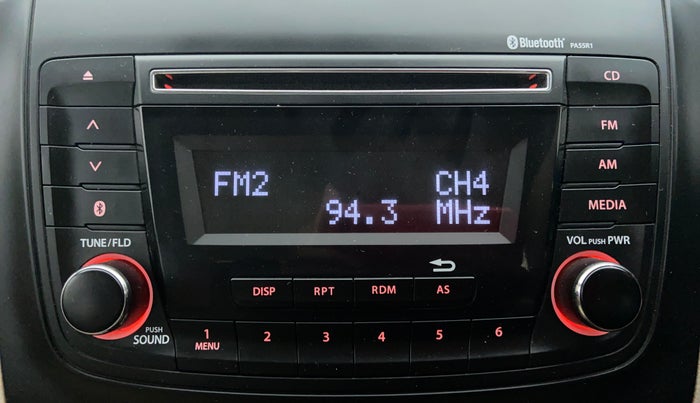 Bluetooth® PA55R1
CD
FM
AM
MEDIA
FM2 CH4
94.3 MHz
TUNE/FLD
VOL PUSH PWR
DISP RPT RDM AS
PUSH
SOUND
1 2 3 4 5 6
MENU